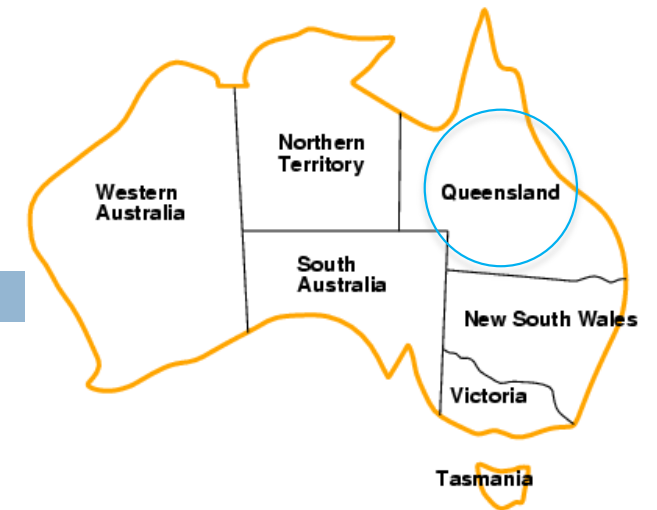 Northern
Territory
Western
Australia
Queensland
South
Australia
New South Wales
Victoria
Tasmania